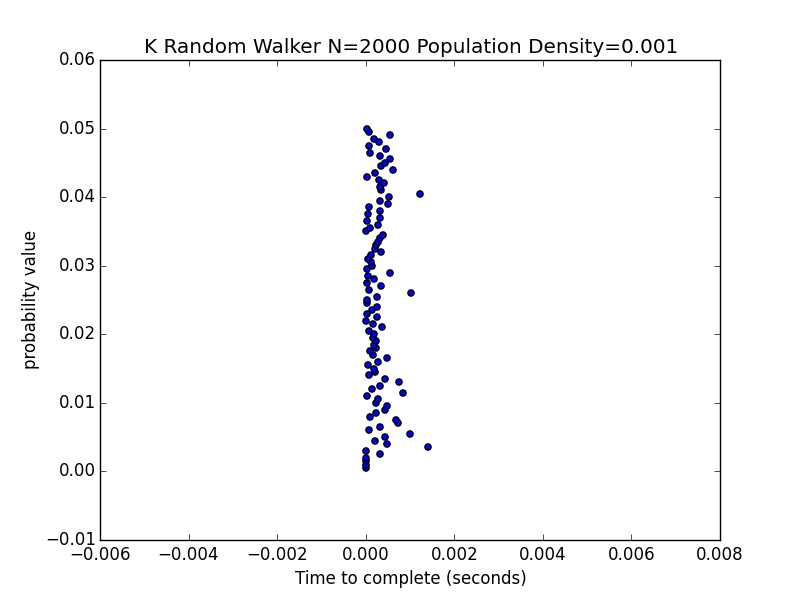 K Random Walker N=2000 Population Density=0.001
0.06
0.05
0.04
0.03
0.02
0.01
0.00
−0.01
probability value
−0.006 −0.004 −0.002 0.000 0.002 0.004 0.006 0.008
Time to complete (seconds)